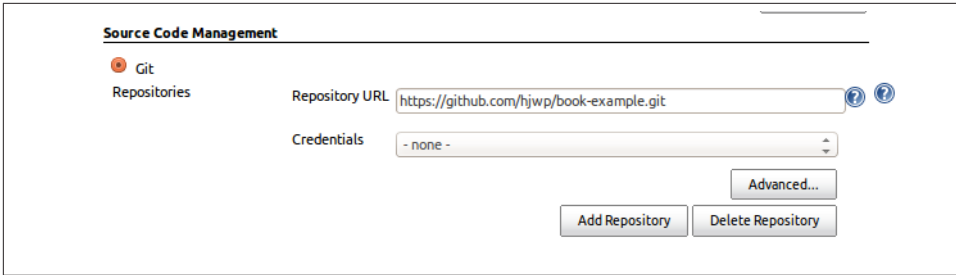 Source Code Management
Git
Repositories
Repository URL https://github.com/hjwp/book-example.git ? ?
Credentials - none -
Advanced...
Add Repository Delete Repository